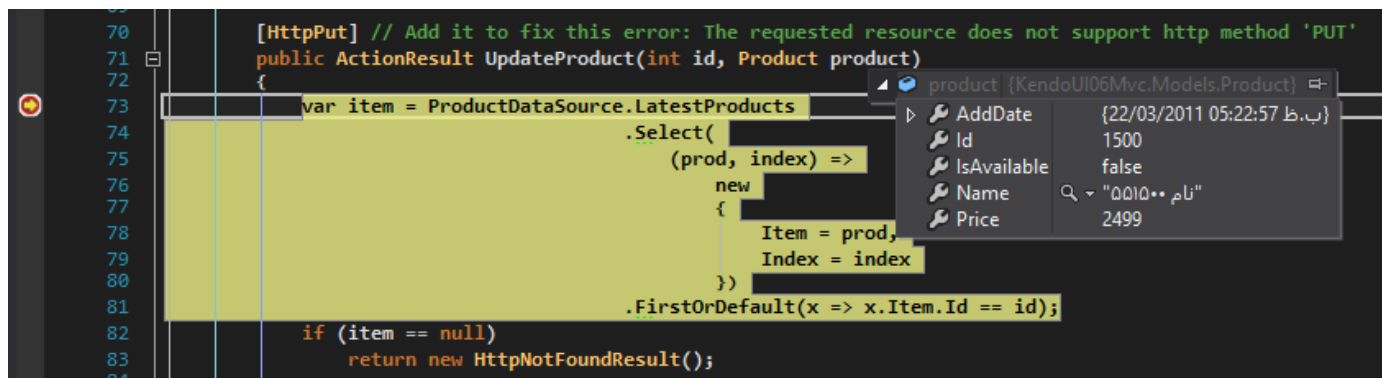 70 [HttpPut] // Add it to fix this error: The requested resource does not support http method 'PUT'
71 public ActionResult UpdateProduct(int id, Product product)
72 {
product {KendoUI06Mvc.Models.Product}
73 var item = ProductDataSource.LatestProducts
AddDate {22/03/2011 05:22:57 ب.ظ}
74 .Select(
Id 1500
75 (prod, index) =>
IsAvailable false
76 new
Name "نام ۵۵۱۵۰۰"
77 {
Price 2499
78 Item = prod,
79 Index = index
80 })
81 .FirstOrDefault(x => x.Item.Id == id);
82 if (item == null)
83 return new HttpNotFoundResult();